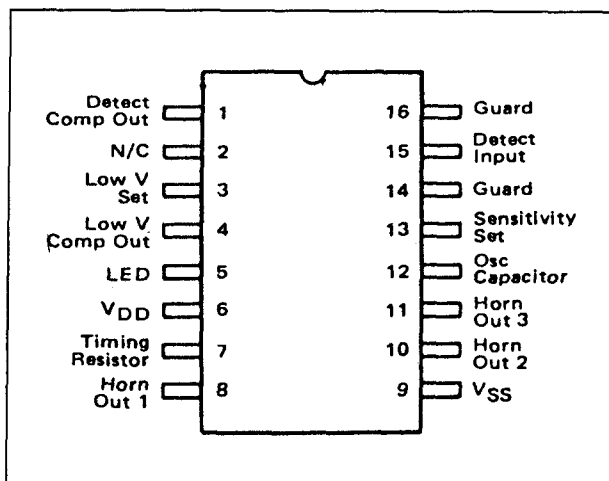 Detect
Comp Out
1
N/C
2
Low V
Set
3
Low V
Comp Out
4
LED
5
VDD
6
Timing
Resistor
7
Horn
Out 1
8
16
Guard
15
Detect
Input
14
Guard
13
Sensitivity
Set
12
Osc
Capacitor
11
Horn
Out 3
10
Horn
Out 2
9
VSS